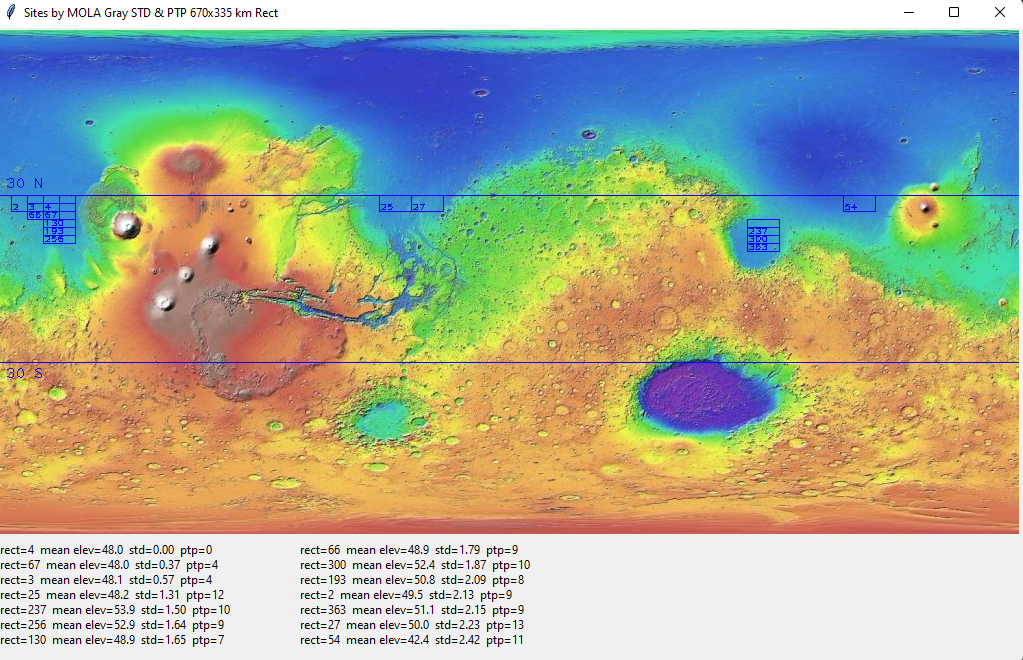 Sites by MOLA Gray STD & PTP 670x335 km Rect
30 N
2 3 4
66 67
130
193
256
25 27
54
237
300
363
30 S
rect=4 mean elev=48.0 std=0.00 ptp=0
rect=67 mean elev=48.0 std=0.37 ptp=4
rect=3 mean elev=48.1 std=0.57 ptp=4
rect=25 mean elev=48.2 std=1.31 ptp=12
rect=237 mean elev=53.9 std=1.50 ptp=10
rect=256 mean elev=52.9 std=1.64 ptp=9
rect=130 mean elev=48.9 std=1.65 ptp=7
rect=66 mean elev=48.9 std=1.79 ptp=9
rect=300 mean elev=52.4 std=1.87 ptp=10
rect=193 mean elev=50.8 std=2.09 ptp=8
rect=2 mean elev=49.5 std=2.13 ptp=9
rect=363 mean elev=51.1 std=2.15 ptp=9
rect=27 mean elev=50.0 std=2.23 ptp=13
rect=54 mean elev=42.4 std=2.42 ptp=11